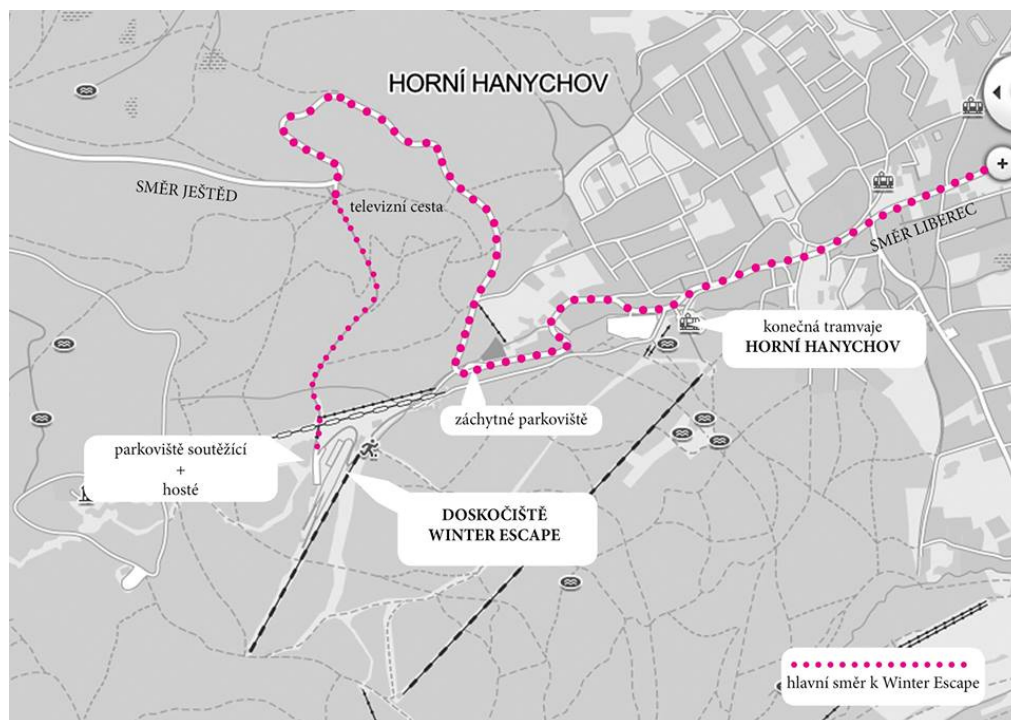 HORNÍ HANYCHOV
SMĚR JEŠTĚD
televizní cesta
SMĚR LIBEREC
konečná tramvaje
HORNÍ HANYCHOV
záchytné parkoviště
parkoviště soutěžící
+
hosté
DOSKOČIŠTĚ
WINTER ESCAPE
hlavní směr k Winter Escape